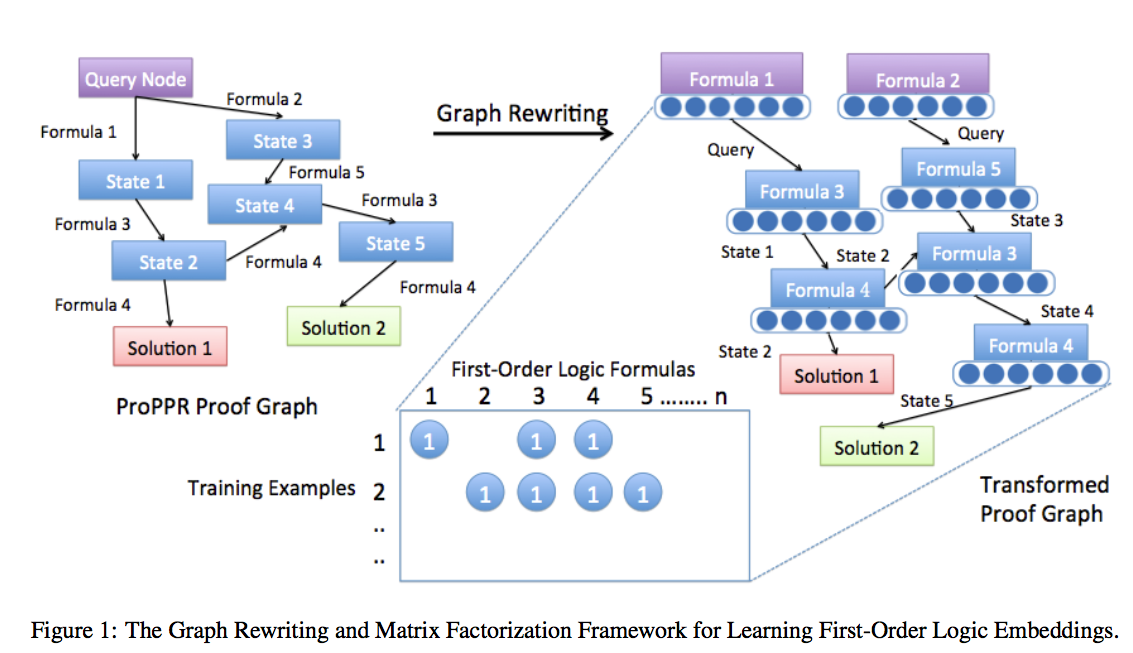 Query Node
Formula 2
Formula 1
State 3
Formula 5
State 1
State 4
Formula 3
Formula 3
State 5
State 2
Formula 4
Formula 4
Formula 4
Solution 2
Solution 1
ProPPR Proof Graph
Graph Rewriting
Formula 1
Formula 2
Query
Query
Formula 5
Formula 3
State 3
State 1
State 2
Formula 3
Formula 4
State 4
State 2
Formula 4
Solution 1
State 5
Solution 2
Transformed
Proof Graph
First-Order Logic Formulas
1 2 3 4 5 ........ n
1 1 1 1
Training Examples 2 1 1 1 1
..
..
Figure 1: The Graph Rewriting and Matrix Factorization Framework for Learning First-Order Logic Embeddings.